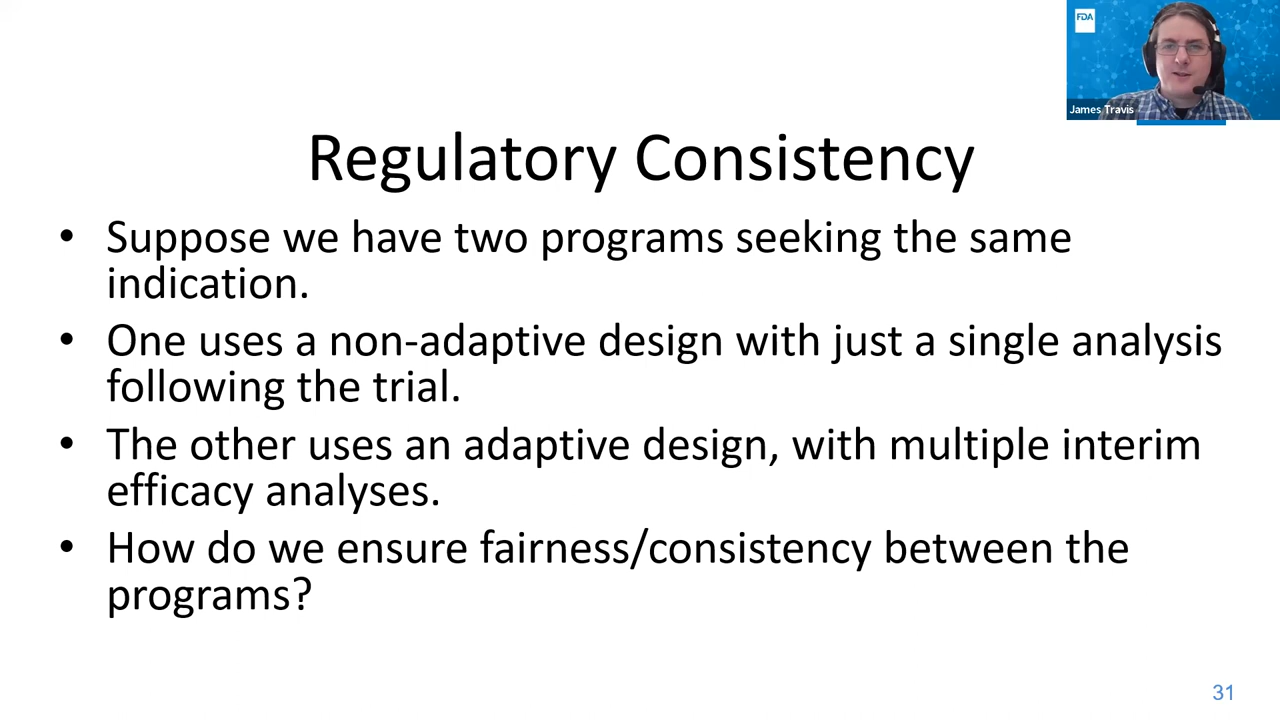 FDA
James Travis
Regulatory Consistency
• Suppose we have two programs seeking the same
indication.
• One uses a non-adaptive design with just a single analysis
following the trial.
• The other uses an adaptive design, with multiple interim
efficacy analyses.
• How do we ensure fairness/consistency between the
programs?
31